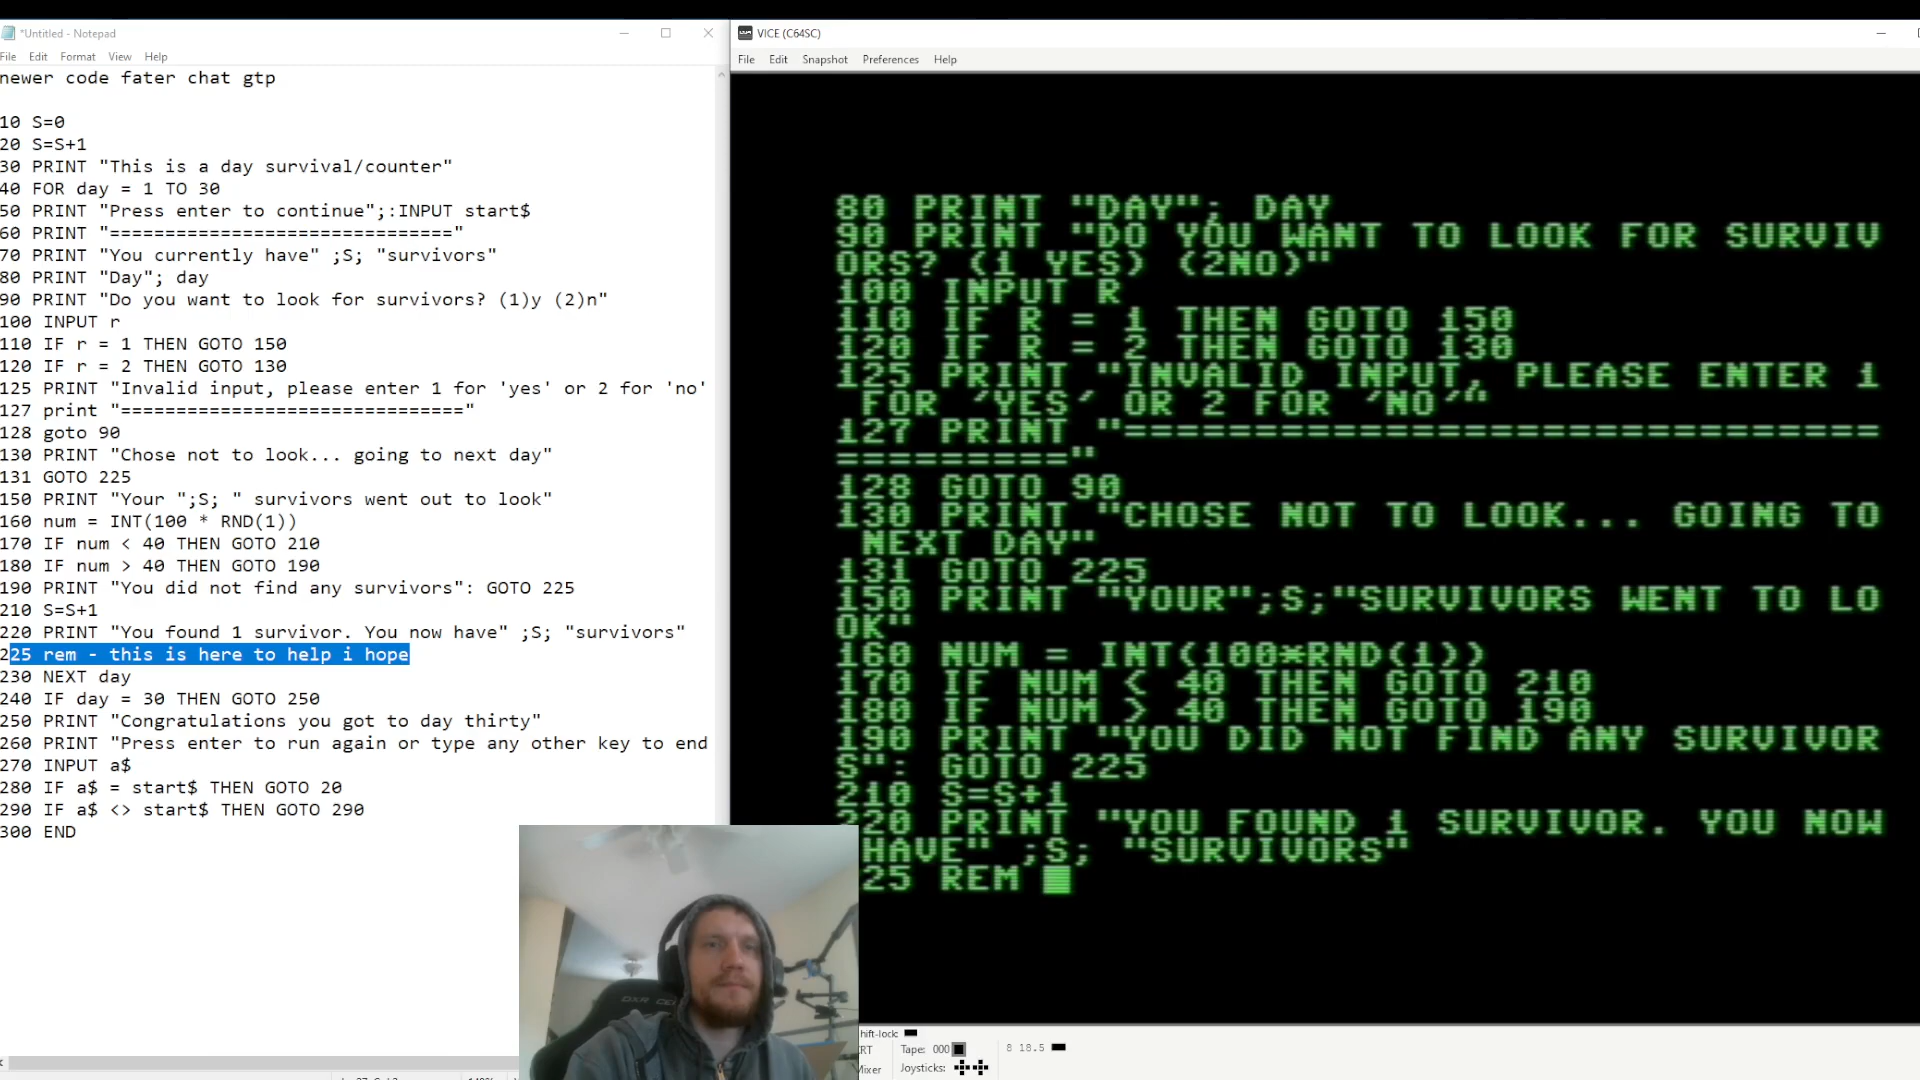 *Untitled - Notepad
File Edit Format View Help
newer code fater chat gtp
10 S=0
20 S=S+1
30 PRINT "This is a day survival/counter"
40 FOR day = 1 TO 30
50 PRINT "Press enter to continue";:INPUT start$
60 PRINT "==============================="
70 PRINT "You currently have" ;S; "survivors"
80 PRINT "Day"; day
90 PRINT "Do you want to look for survivors? (1)y (2)n"
100 INPUT r
110 IF r = 1 THEN GOTO 150
120 IF r = 2 THEN GOTO 130
125 PRINT "Invalid input, please enter 1 for 'yes' or 2 for 'no'
127 print "==============================="
128 goto 90
130 PRINT "Chose not to look... going to next day"
131 GOTO 225
150 PRINT "Your ";S; " survivors went out to look"
160 num = INT(100 * RND(1))
170 IF num < 40 THEN GOTO 210
180 IF num > 40 THEN GOTO 190
190 PRINT "You did not find any survivors": GOTO 225
210 S=S+1
220 PRINT "You found 1 survivor. You now have" ;S; "survivors"
225 rem - this is here to help i hope
230 NEXT day
240 IF day = 30 THEN GOTO 250
250 PRINT "Congratulations you got to day thirty"
260 PRINT "Press enter to run again or type any other key to end
270 INPUT a$
280 IF a$ = start$ THEN GOTO 20
290 IF a$ <> start$ THEN GOTO 290
300 END
VICE (C64SC)
File Edit Snapshot Preferences Help
80 PRINT "DAY"; DAY
90 PRINT "DO YOU WANT TO LOOK FOR SURVIV
ORS? (1 YES) (2NO)"
100 INPUT R
110 IF R = 1 THEN GOTO 150
120 IF R = 2 THEN GOTO 130
125 PRINT "INVALID INPUT, PLEASE ENTER 1
FOR 'YES' OR 2 FOR 'NO'"
127 PRINT "=============================
========="
128 GOTO 90
130 PRINT "CHOSE NOT TO LOOK... GOING TO
NEXT DAY"
131 GOTO 225
150 PRINT "YOUR";S;"SURVIVORS WENT TO LO
OK"
160 NUM = INT(100*RND(1))
170 IF NUM < 40 THEN GOTO 210
180 IF NUM > 40 THEN GOTO 190
190 PRINT "YOU DID NOT FIND ANY SURVIVOR
S": GOTO 225
210 S=S+1
220 PRINT "YOU FOUND 1 SURVIVOR. YOU NOW
HAVE" ;S; "SURVIVORS"
25 REM
hift-lock:
Tape: 000
8 18.5
Mixer
Joysticks: